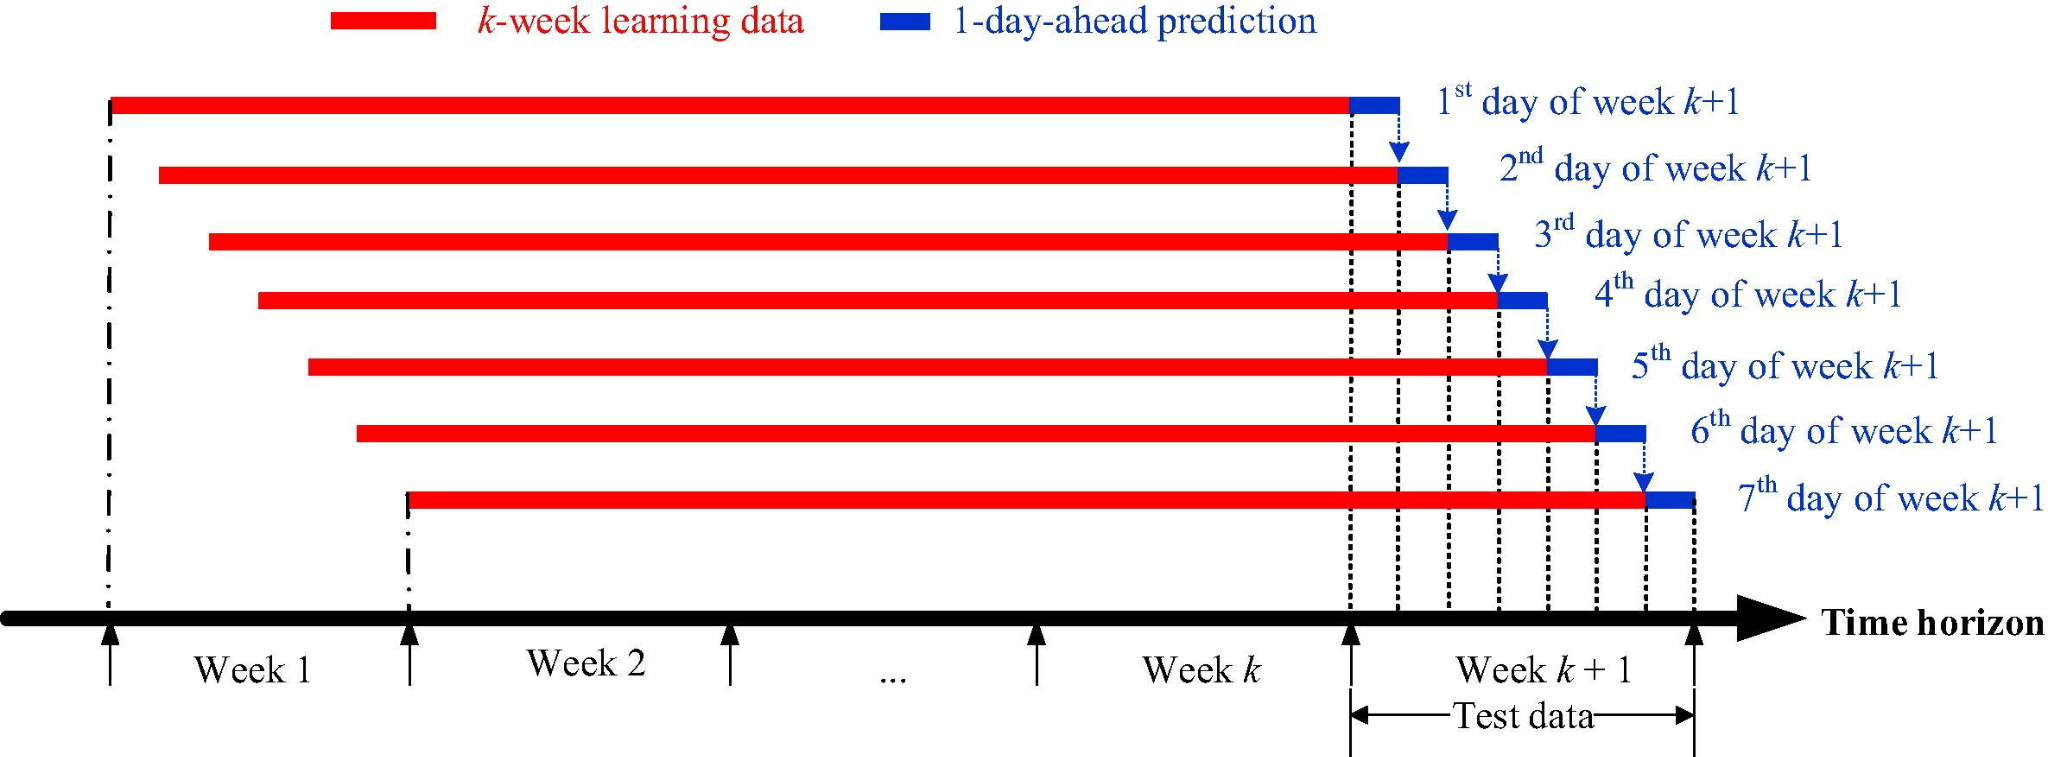 k-week learning data 1-day-ahead prediction
1st day of week k+1
2nd day of week k+1
3rd day of week k+1
4th day of week k+1
5th day of week k+1
6th day of week k+1
7th day of week k+1
Time horizon
Week 1 Week 2 ... Week k Week k + 1
Test data